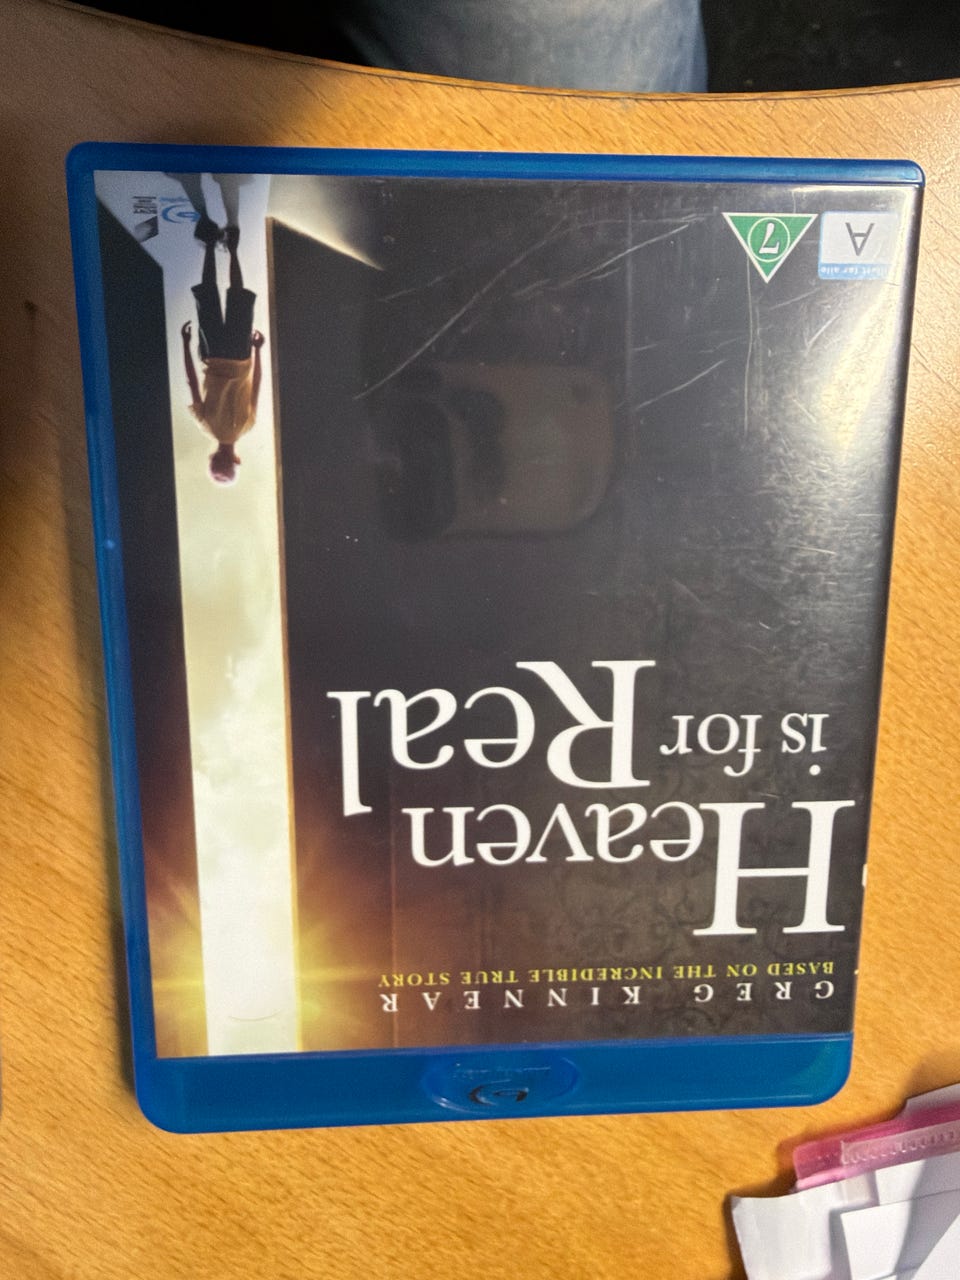 GREG KINNEAR
BASED ON THE INCREDIBLE TRUE STORY
Heaven
is for Real
7
A